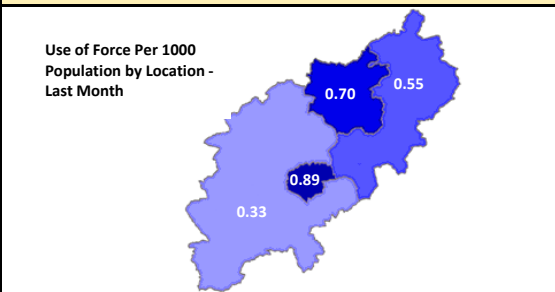 Use of Force Per 1000
Population by Location -
Last Month
0.70
0.55
0.89
0.33